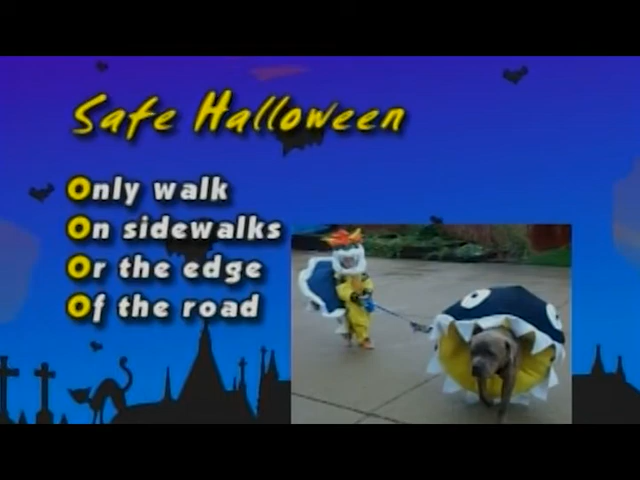 Safe Halloween
Only walk
On sidewalks
Or the edge
Of the road